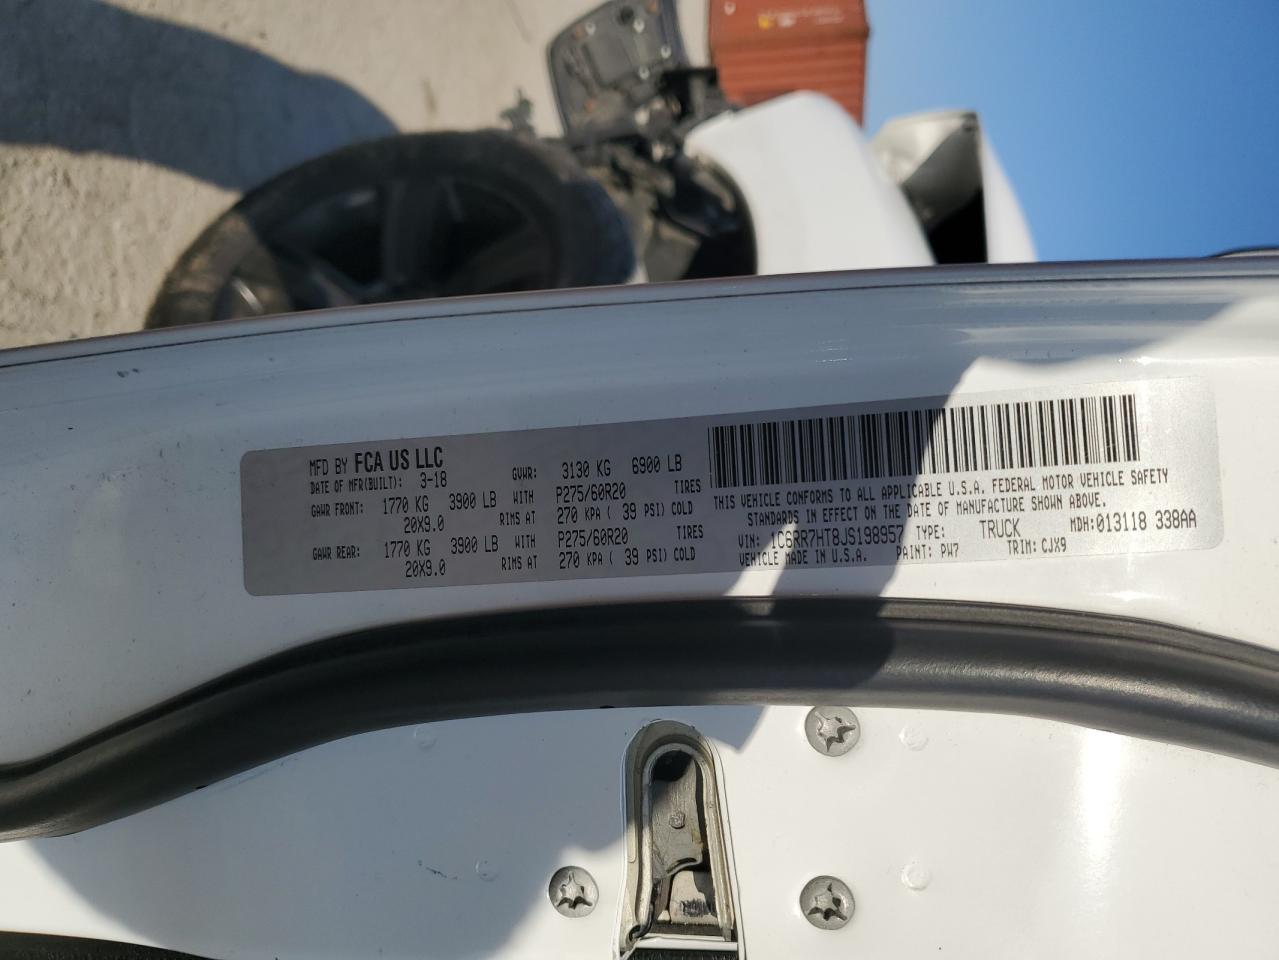 MFD BY FCA US LLC
DATE OF MFR(BUILT): 3-18 GVWR: 3130 KG 6900 LB
GAWR FRONT: 1770 KG 3900 LB WITH P275/60R20 TIRES
20X9.0 RIMS AT 270 KPA ( 39 PSI) COLD
GAWR REAR: 1770 KG 3900 LB WITH P275/60R20 TIRES
20X9.0 RIMS AT 270 KPA ( 39 PSI) COLD
THIS VEHICLE CONFORMS TO ALL APPLICABLE U.S.A. FEDERAL MOTOR VEHICLE SAFETY
STANDARDS IN EFFECT ON THE DATE OF MANUFACTURE SHOWN ABOVE.
VIN: 1C6RR7HT8JS198957 TYPE: TRUCK MDH:013118 338AA
VEHICLE MADE IN U.S.A. PAINT: PW7 TRIM: CJX9